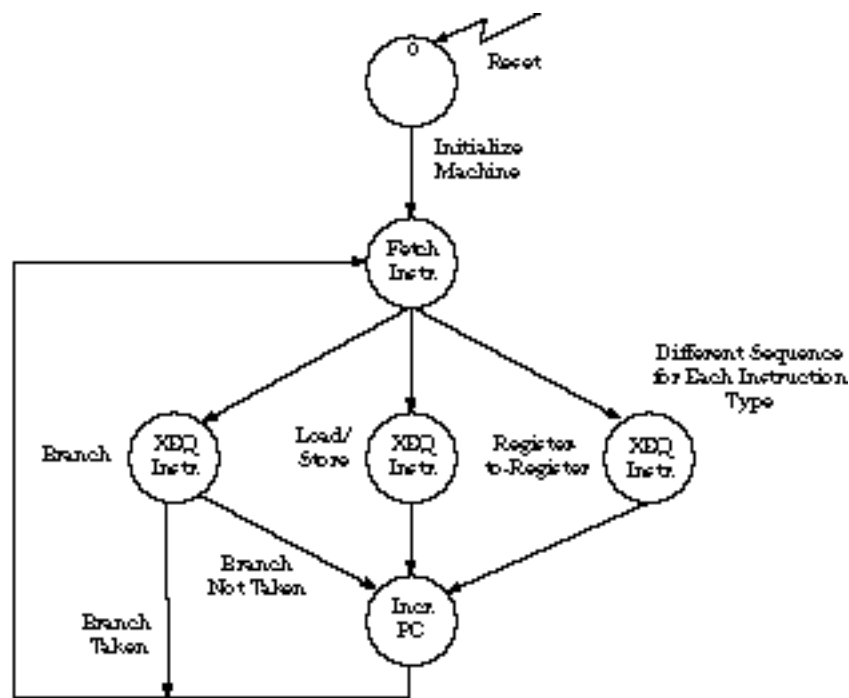 0
Reset
Initialize
Machine
Fetch
Instr.
Different Sequence
for Each Instruction
Type
Branch
XEQ
Instr.
Load/
Store
XEQ
Instr.
Register
to-Register
XEQ
Instr.
Branch
Not Taken
Branch
Taken
Incr.
PC